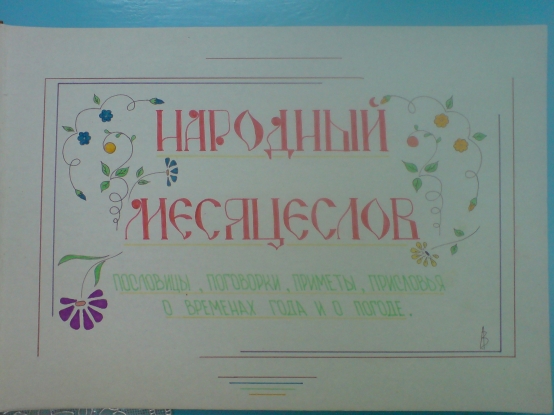 НАРОДНЫЙ
МЕСЯЦЕСЛОВ
ПОСЛОВИЦЫ, ПОГОВОРКИ, ПРИМЕТЫ, ПРИСЛОВЬЯ
О ВРЕМЕНАХ ГОДА И О ПОГОДЕ.